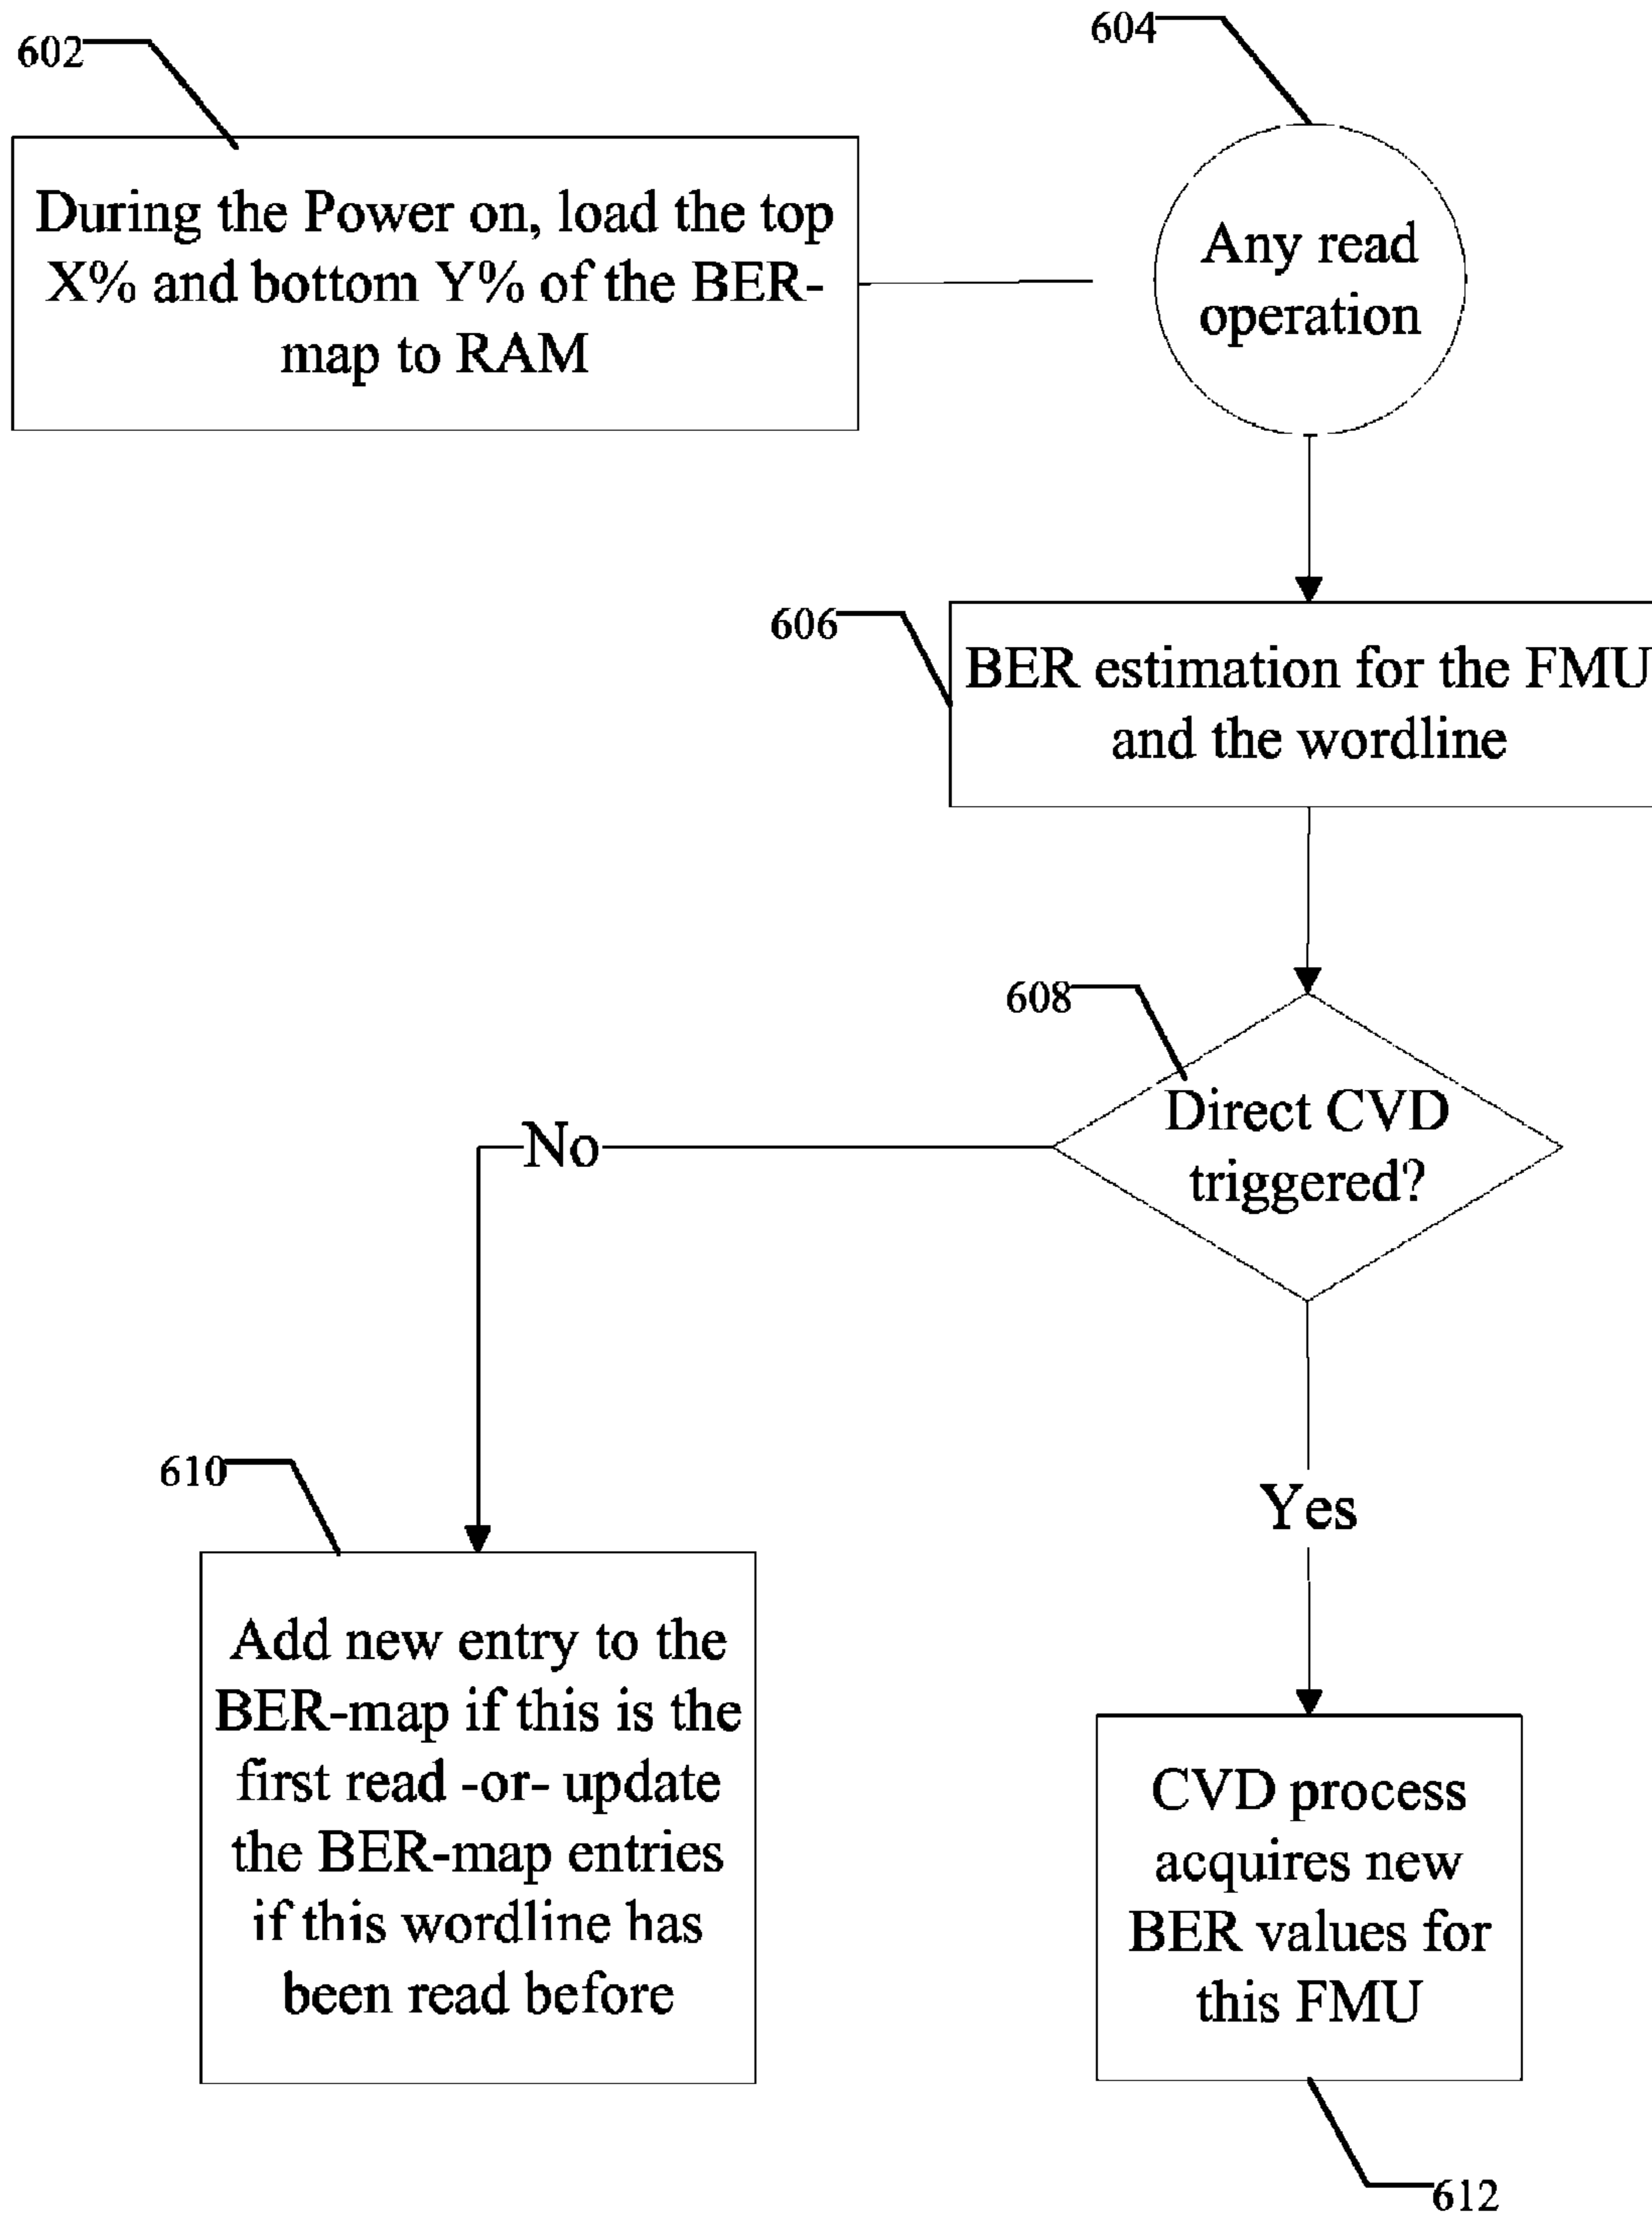 602
604
During the Power on, load the top
X% and bottom Y% of the BER-
map to RAM
Any read
operation
606
BER estimation for the FMU
and the wordline
608
Direct CVD
triggered?
No
610
Yes
Add new entry to the
BER-map if this is the
first read -or- update
the BER-map entries
if this wordline has
been read before
CVD process
acquires new
BER values for
this FMU
612